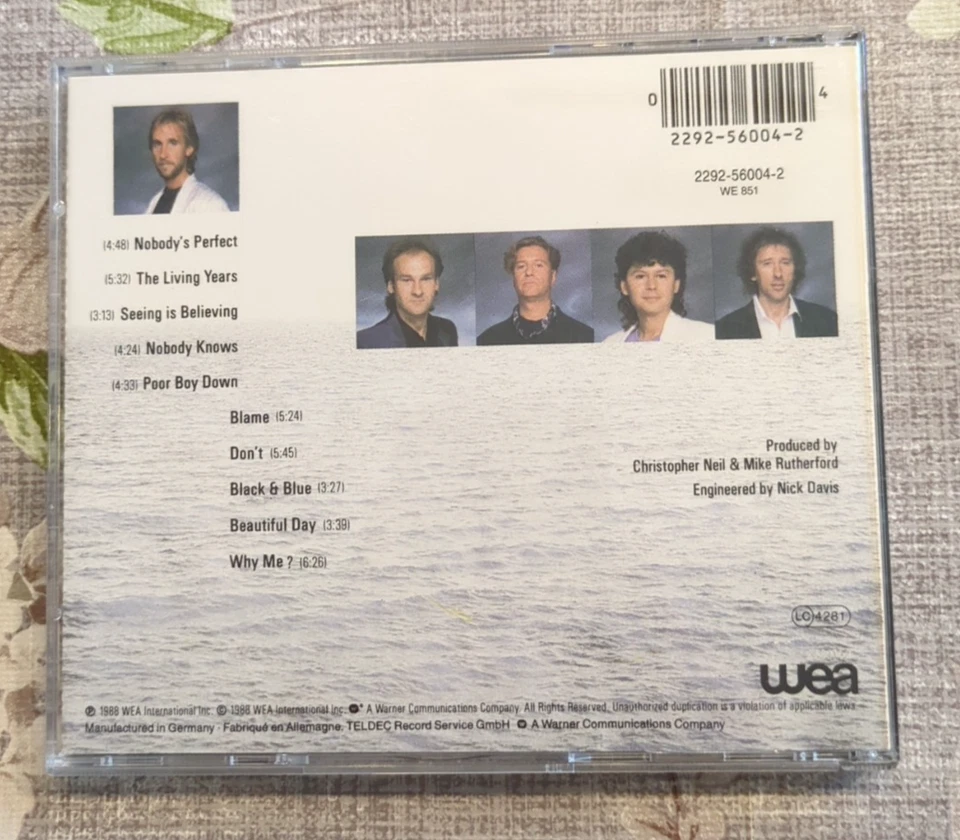 0 4
2292-56004-2
2292-56004-2
WE 851
(4:48) Nobody's Perfect
(5:32) The Living Years
(3:13) Seeing is Believing
(4:24) Nobody Knows
(4:33) Poor Boy Down
Blame (5:24)
Don't (5:45)
Black & Blue (3:27)
Beautiful Day (3:39)
Why Me? (6:26)
Produced by
Christopher Neil & Mike Rutherford
Engineered by Nick Davis
LC 4281
wea
℗ 1988 WEA International Inc. © 1988 WEA International Inc. ®* A Warner Communications Company. All Rights Reserved. Unauthorized duplication is a violation of applicable laws.
Manufactured in Germany · Fabriqué en Allemagne. TELDEC Record Service GmbH A Warner Communications Company